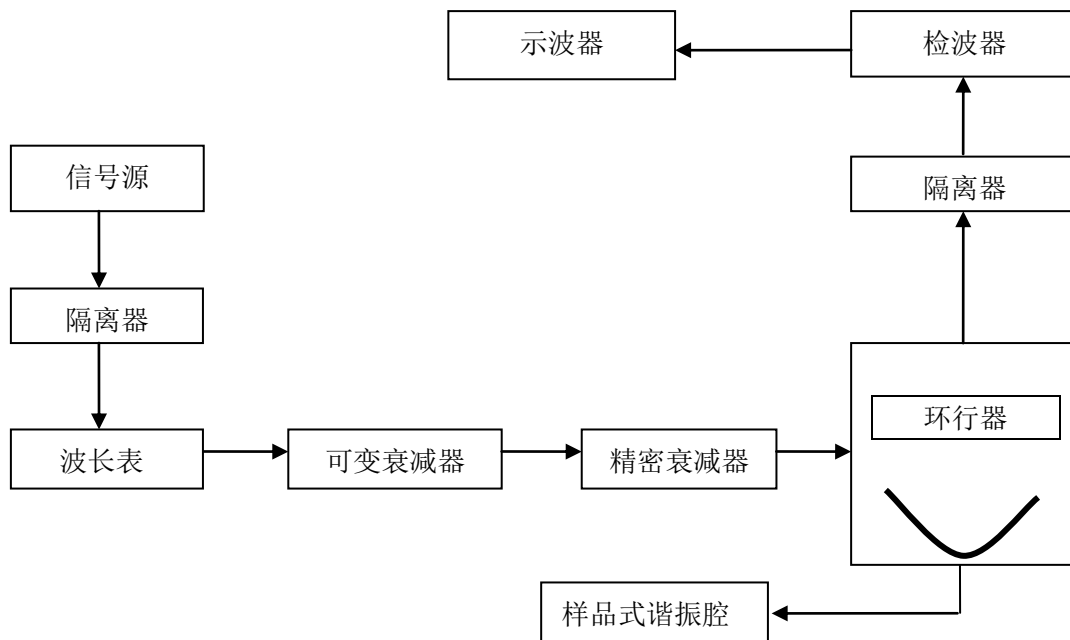 示波器
检波器
信号源
隔离器
隔离器
环行器
波长表
可变衰减器
精密衰减器
样品式谐振腔